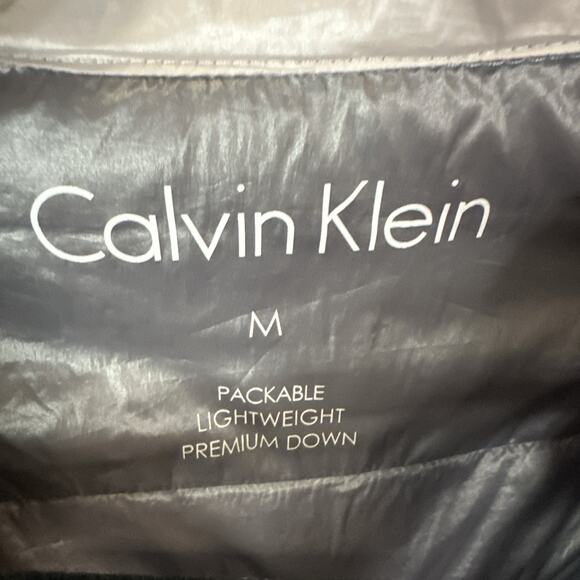 Calvin Klein
M
PACKABLE
LIGHTWEIGHT
PREMIUM DOWN